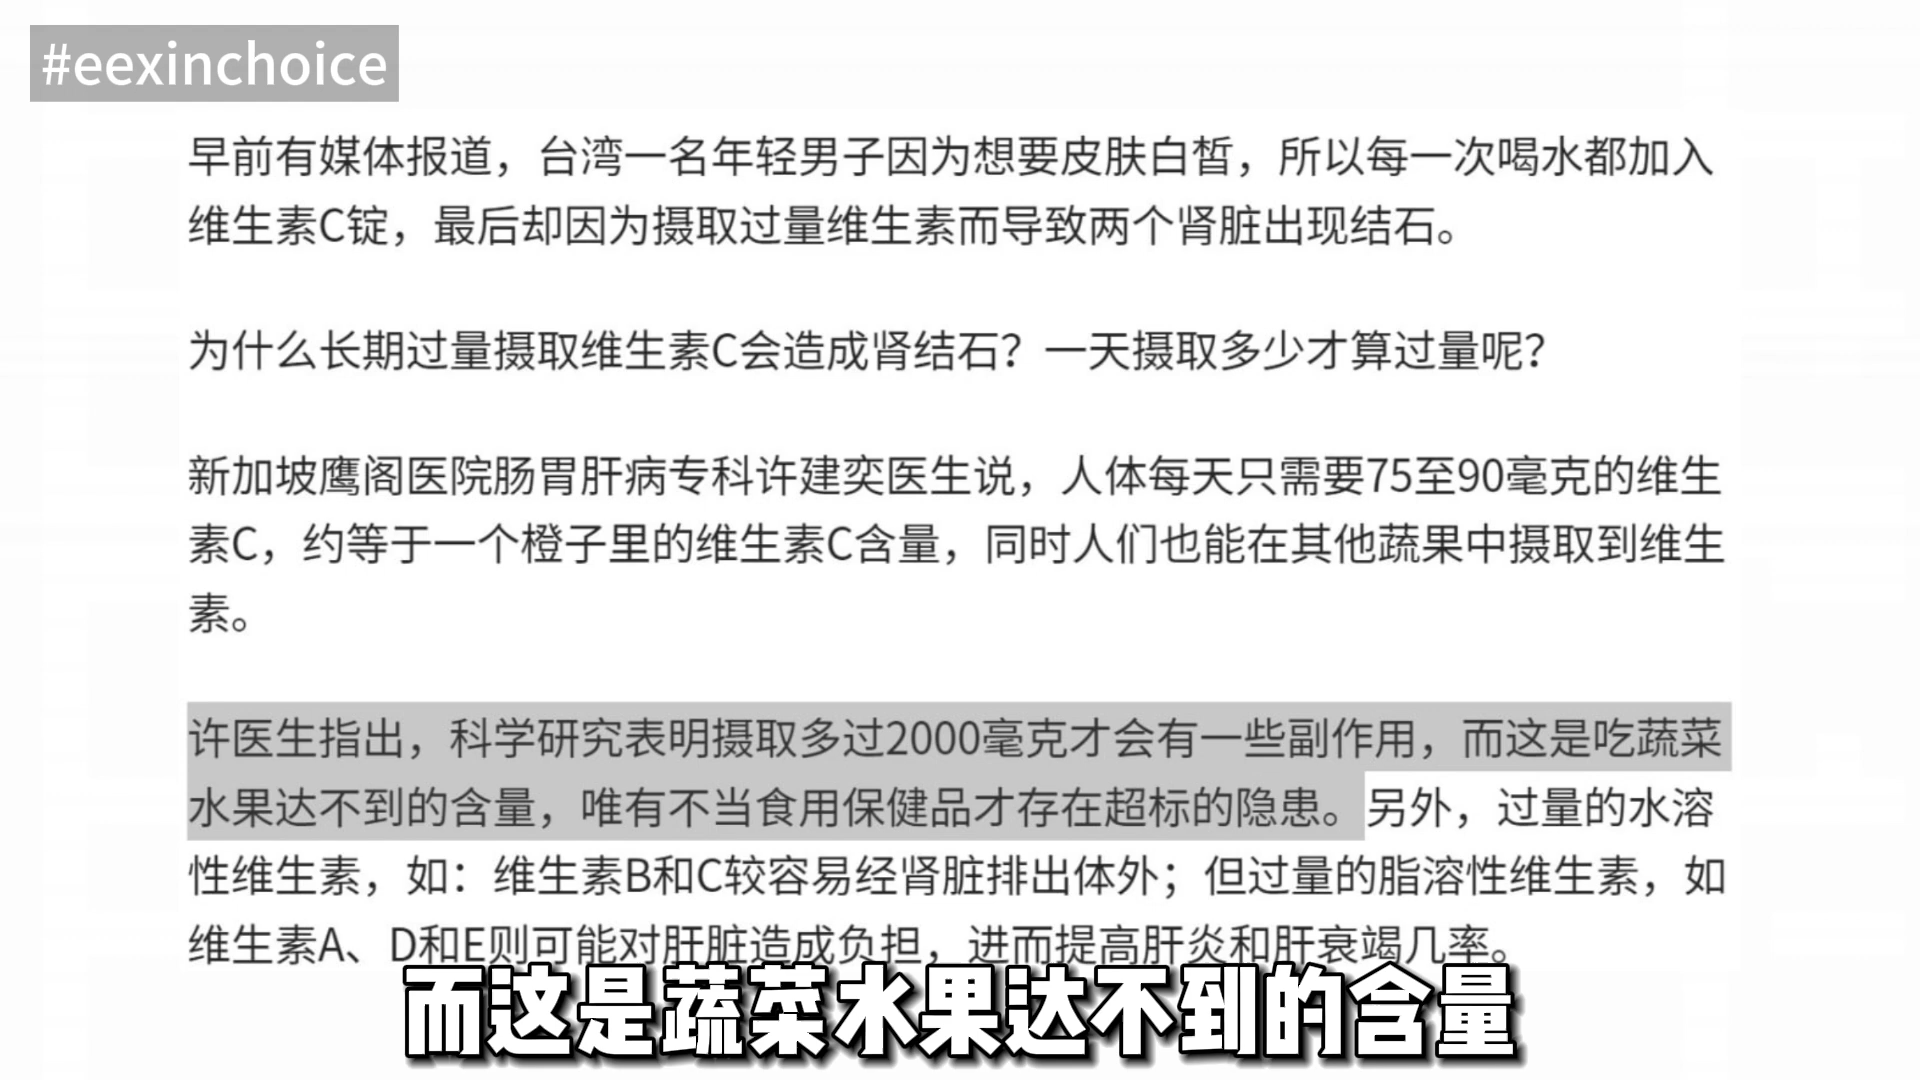 #eexinchoice
早前有媒体报道，台湾一名年轻男子因为想要皮肤白皙，所以每一次喝水都加入
维生素C锭，最后却因为摄取过量维生素而导致两个肾脏出现结石。
为什么长期过量摄取维生素C会造成肾结石？一天摄取多少才算过量呢？
新加坡鹰阁医院肠胃肝病专科许建奕医生说，人体每天只需要75至90毫克的维生
素C，约等于一个橙子里的维生素C含量，同时人们也能在其他蔬果中摄取到维生
素。
许医生指出，科学研究表明摄取多过2000毫克才会有一些副作用，而这是吃蔬菜
水果达不到的含量，唯有不当食用保健品才存在超标的隐患。另外，过量的水溶
性维生素，如：维生素B和C较容易经肾脏排出体外；但过量的脂溶性维生素，如
维生素A、D和E则可能对肝脏造成负担，进而提高肝炎和肝衰竭几率。
而这是蔬菜水果达不到的含量